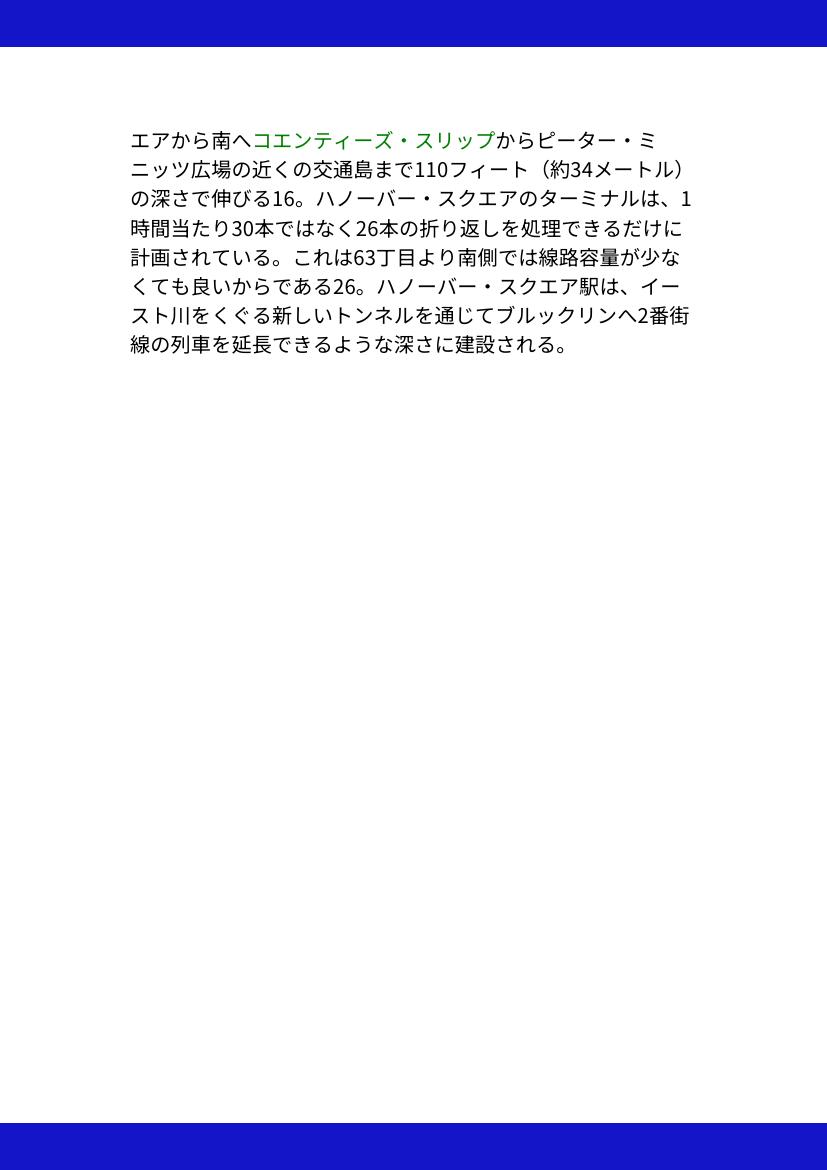 エアから南へコエンティーズ・スリップからピーター・ミ
ニッツ広場の近くの交通島まで110フィート（約34メートル）
の深さで伸びる16。ハノーバー・スクエアのターミナルは、1
時間当たり30本ではなく26本の折り返しを処理できるだけに
計画されている。これは63丁目より南側では線路容量が少な
くても良いからである26。ハノーバー・スクエア駅は、イー
スト川をくぐる新しいトンネルを通じてブルックリンへ2番街
線の列車を延長できるような深さに建設される。